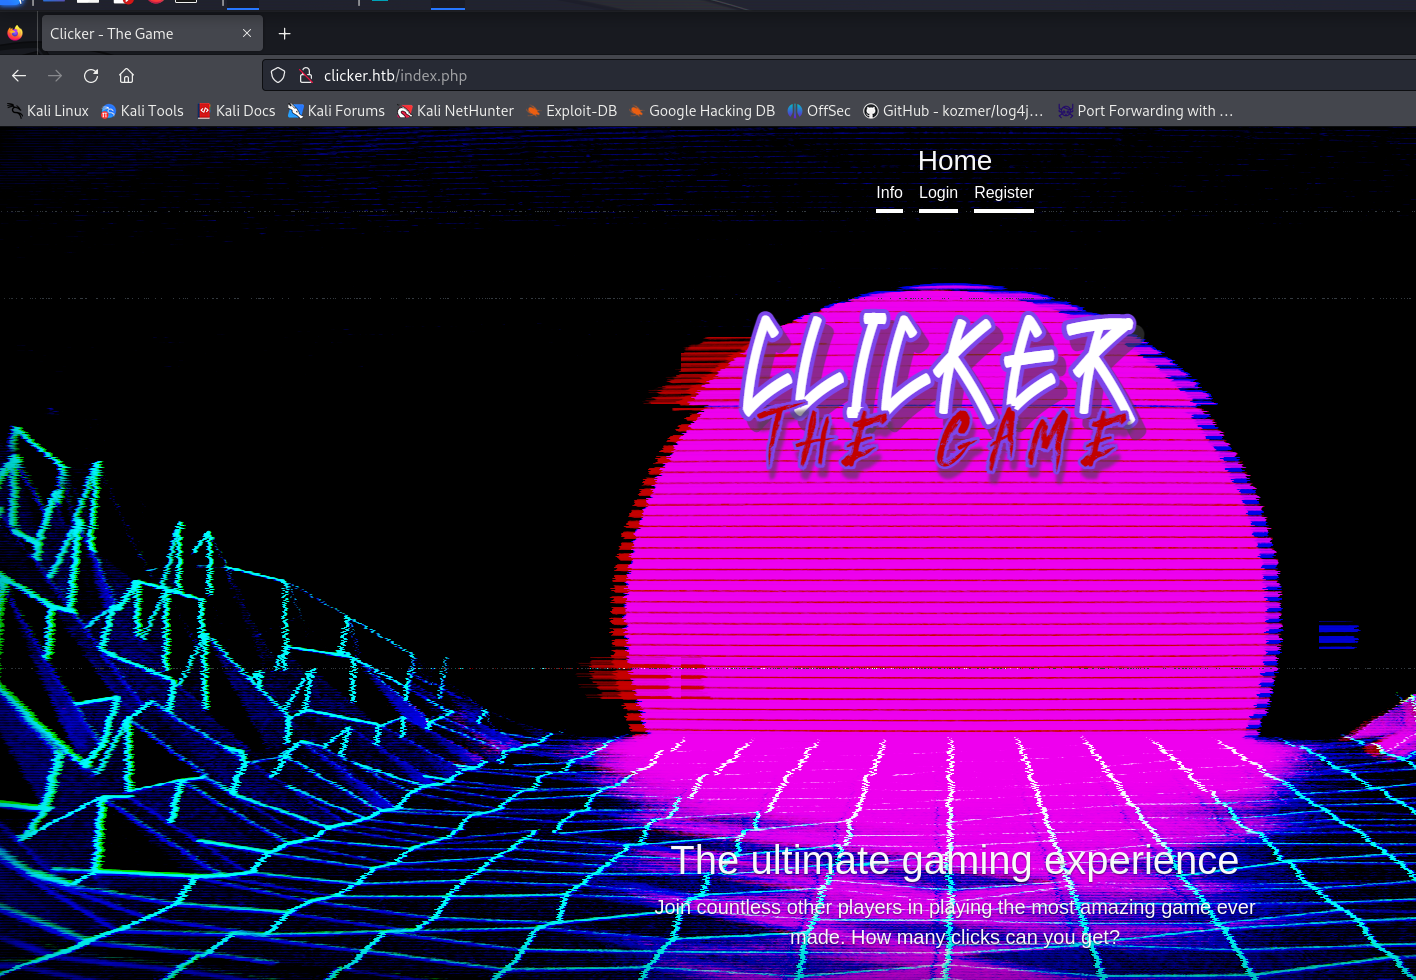 Clicker - The Game
clicker.htb/index.php
Kali Linux Kali Tools Kali Docs Kali Forums Kali NetHunter Exploit-DB Google Hacking DB OffSec GitHub - kozmer/log4j… Port Forwarding with …
Home
Info Login Register
CLICKER
THE GAME
The ultimate gaming experience
Join countless other players in playing the most amazing game ever
made. How many clicks can you get?